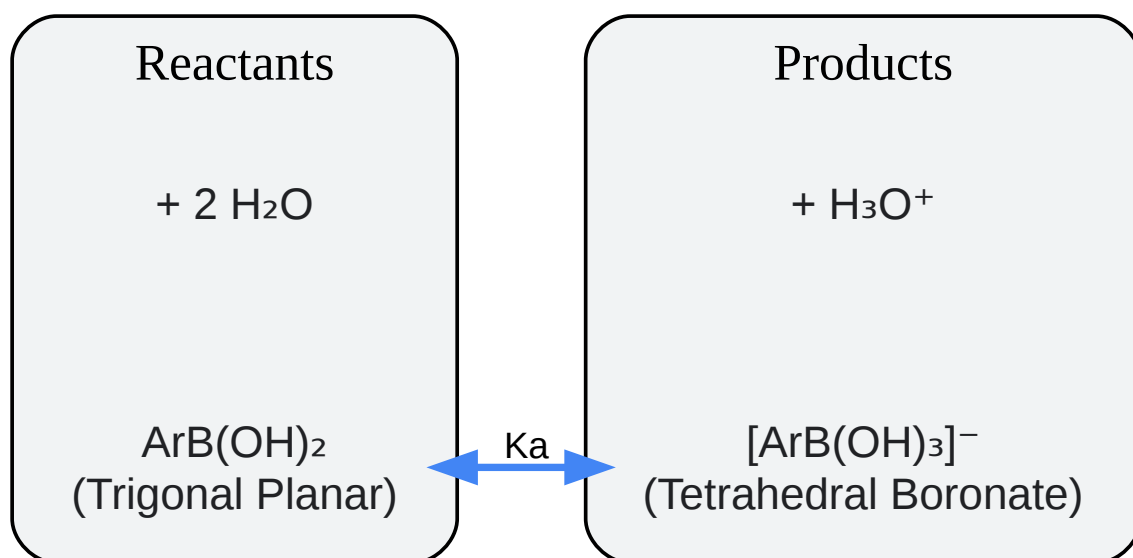 Reactants
+ 2 H₂O
ArB(OH)₂
(Trigonal Planar)
Ka
Products
+ H₃O⁺
[ArB(OH)₃]⁻
(Tetrahedral Boronate)